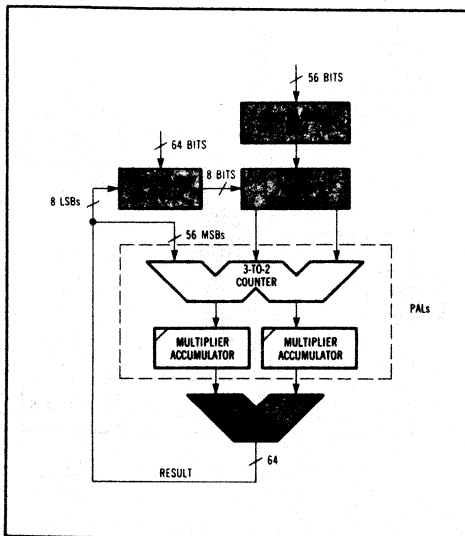 56 BITS
64 BITS
8 BITS
8 LSBs
56 MSBs
3-TO-2
COUNTER
PALs
MULTIPLIER
ACCUMULATOR
MULTIPLIER
ACCUMULATOR
RESULT
64